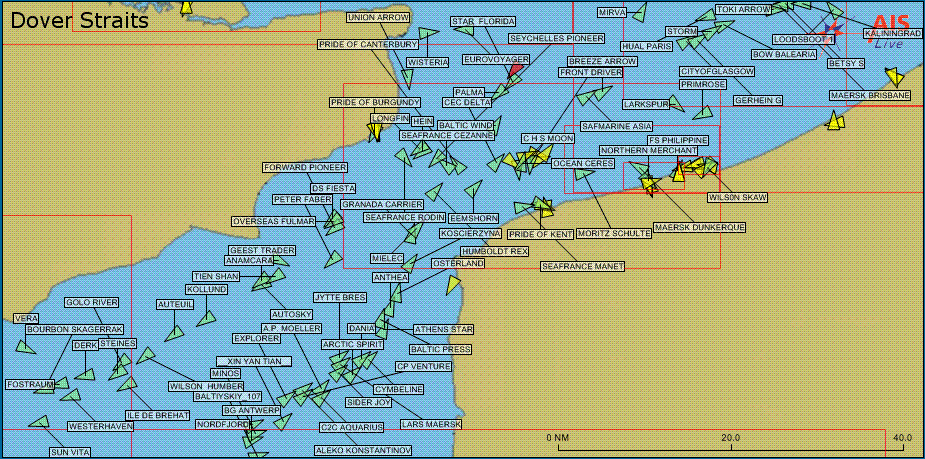 Dover Straits
AIS
Live
UNION ARROW
STAR FLORIDA
MIRVA
TOKI ARROW
KALININGRAD
PRIDE OF CANTERBURY
SEYCHELLES PIONEER
STORM
LOODSBOOT 1
HUAL PARIS
WISTERIA
EUROVOYAGER
BREEZE ARROW
BOW BALEARIA
BETSY S
FRONT DRIVER
CITYOFGLASGOW
PALMA
PRIMROSE
MAERSK BRISBANE
PRIDE OF BURGUNDY
CEC DELTA
LARKSPUR
GERHEIN G
LONGFIN
HEIN
BALTIC WIND
SAFMARINE ASIA
SEAFRANCE CEZANNE
C H S MOON
FS PHILIPPINE
NORTHERN MERCHANT
FORWARD PIONEER
OCEAN CERES
DS FIESTA
PETER FABER
WILSON SKAW
GRANADA CARRIER
OVERSEAS FULMAR
SEAFRANCE RODIN
EEMSHORN
MAERSK DUNKERQUE
KOSCIERZYNA
PRIDE OF KENT
MORITZ SCHULTE
GREEST TRADER
HUMBOLDT REX
ANAMCARA
MIELEC
OSTERLAND
SEAFRANCE MANET
TIEN SHAN
ANTHEA
KOLLUND
JYTTE BRES
GOLO RIVER
AUTEUIL
AUTOSKY
VERA
BOURBON SKAGERRAK
A.P. MOELLER
DANIA
ATHENS STAR
EXPLORER
DERK
STEINES
ARCTIC SPIRIT
BALTIC PRESS
XIN YAN TIAN
CP VENTURE
MINOS
FOSTRAUM
WILSON HUMBER
CYMBELINE
BALTIYSKIY 107
SIDER JOY
BG ANTWERP
ILE DE BREHAT
WESTERHAVEN
NORDFJORD
C2C AQUARIUS
LARS MAERSK
SUN VITA
ALEKO KONSTANTINOV
0 NM 20.0 40.0